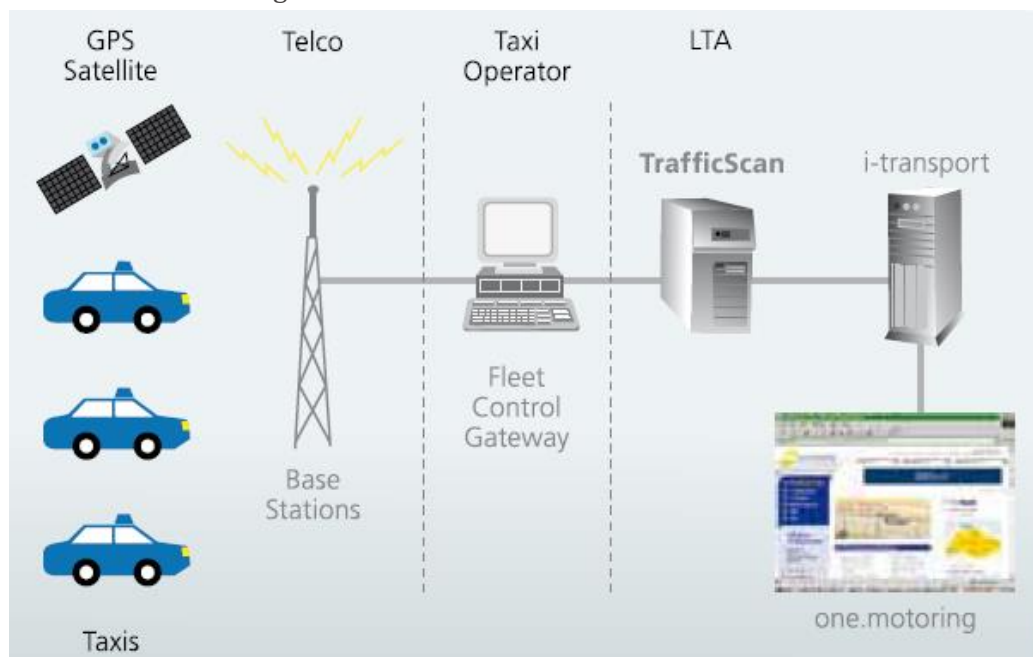 GPS
Satellite
Telco
Taxi
Operator
LTA
TrafficScan
i-transport
Fleet
Control
Gateway
Base
Stations
one.motoring
Taxis